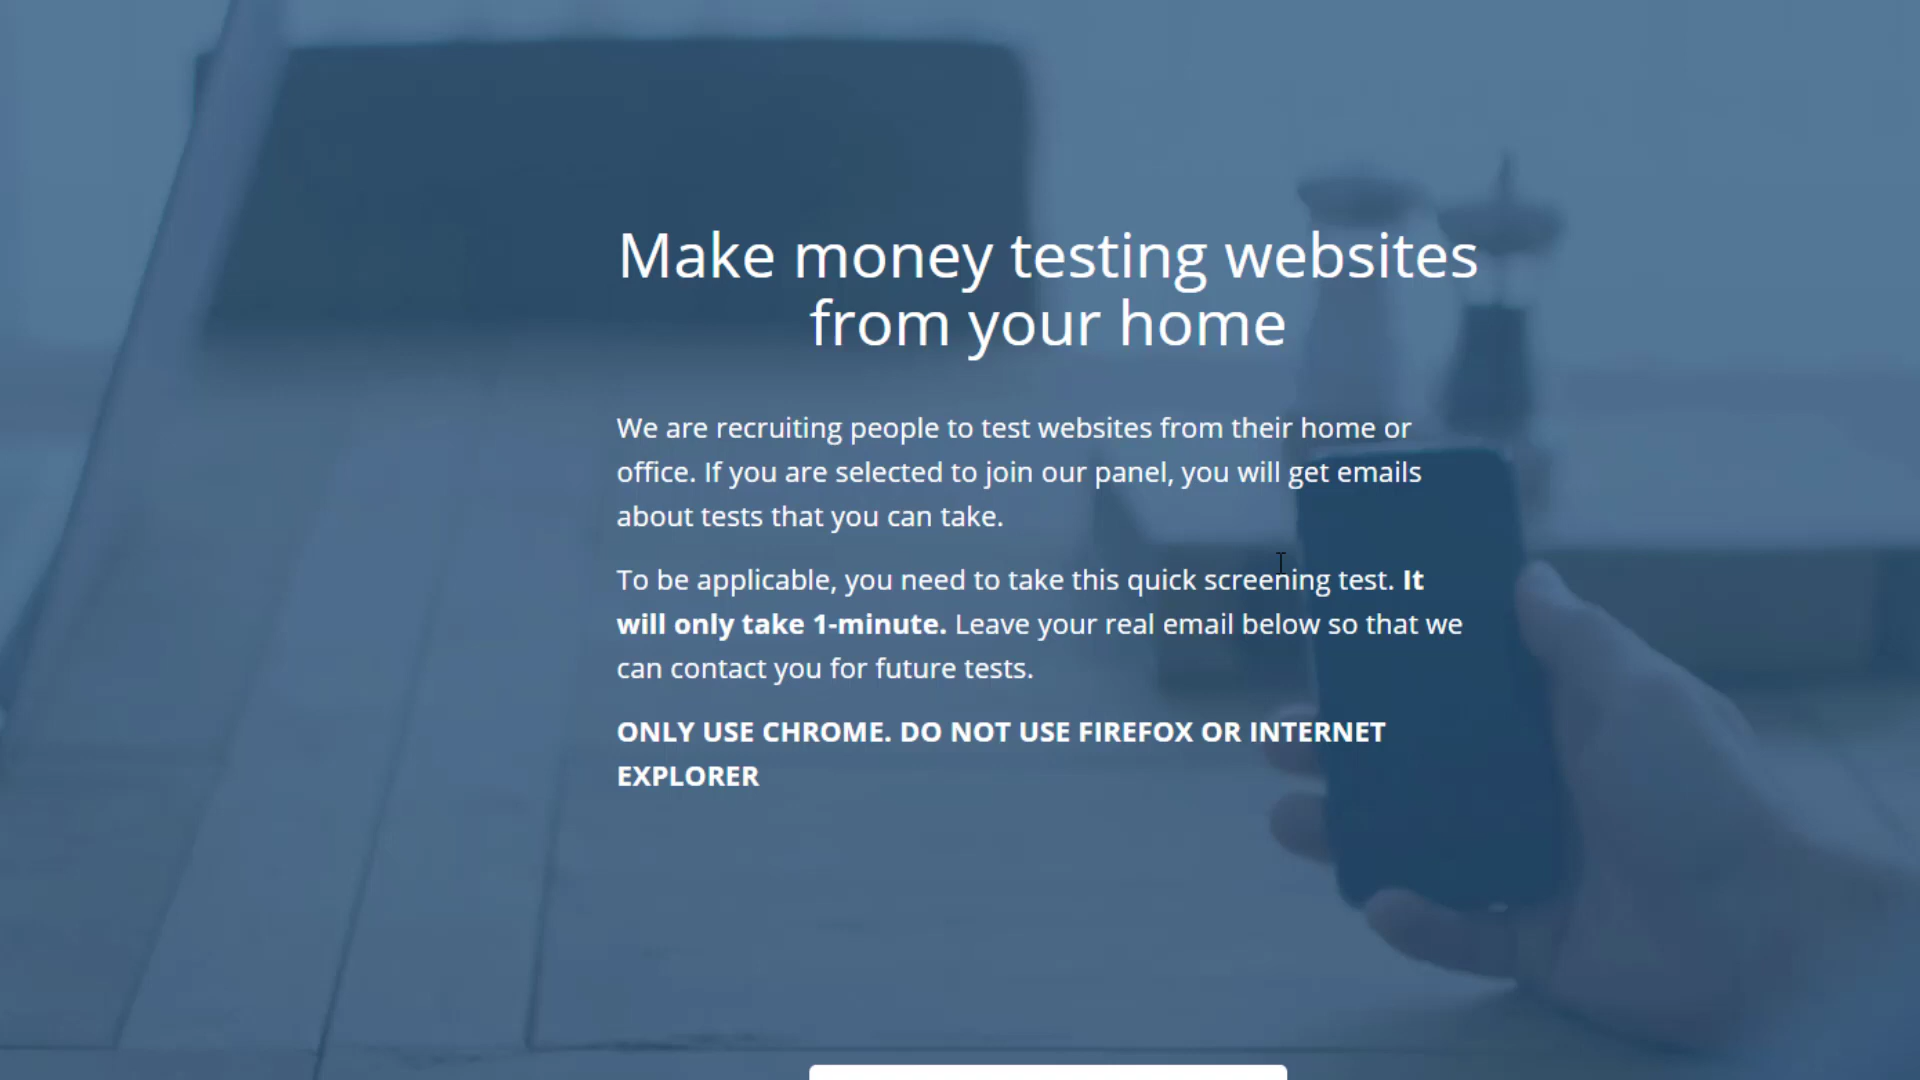 Make money testing websites
from your home
We are recruiting people to test websites from their home or
office. If you are selected to join our panel, you will get emails
about tests that you can take.
To be applicable, you need to take this quick screening test. It
will only take 1-minute. Leave your real email below so that we
can contact you for future tests.
ONLY USE CHROME. DO NOT USE FIREFOX OR INTERNET
EXPLORER